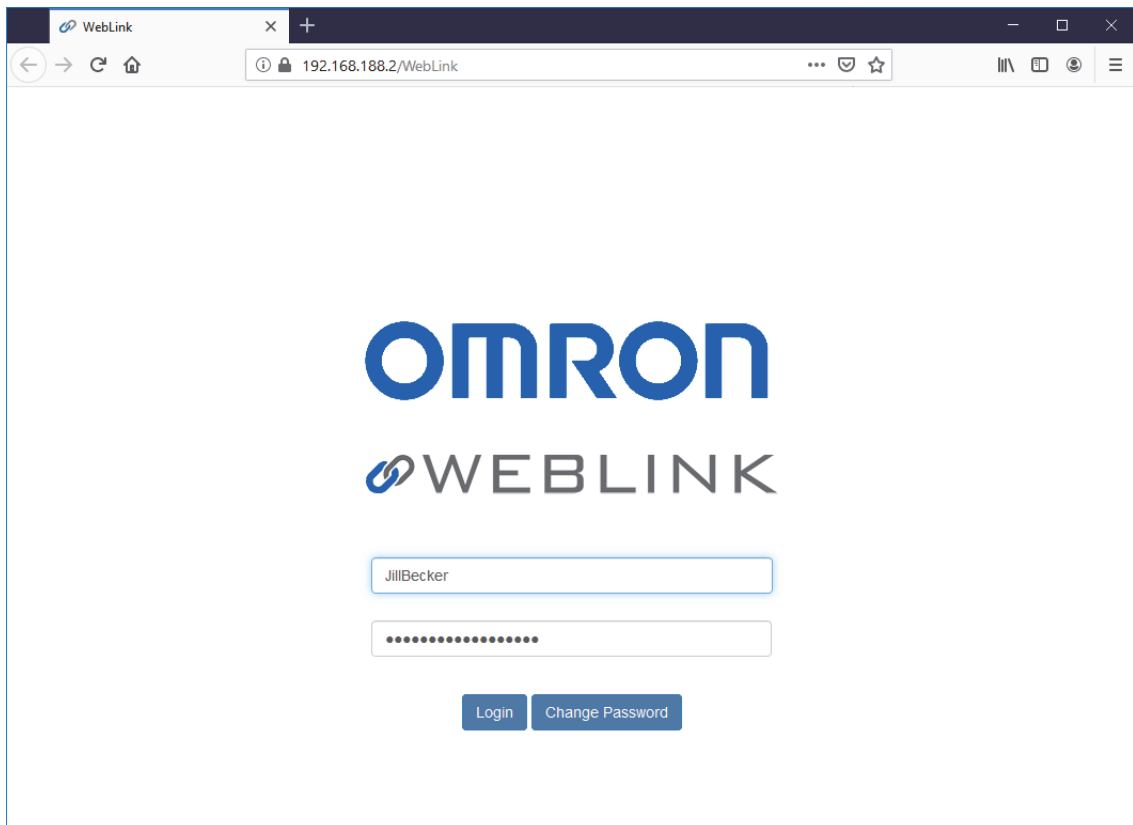 WebLink
192.168.188.2/WebLink
OMRON
WEBLINK
JillBecker
••••••••••••••••••
Login Change Password